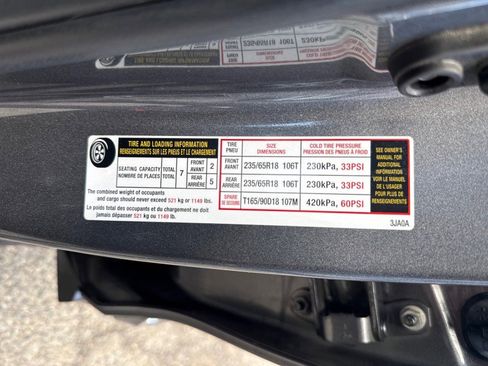 TIRE AND LOADING INFORMATION
RENSEIGNEMENTS SUR LES PNEUS ET LE CHARGEMENT
SEATING CAPACITY TOTAL 7 FRONT 2
NOMBRE DE PLACES TOTAL AVANT
REAR 5
ARRIÈRE
The combined weight of occupants
and cargo should never exceed 521 kg or 1149 lbs.
Le poids total des occupants et du chargement ne doit
jamais dépasser 521 kg ou 1149 lb.
TIRE SIZE COLD TIRE PRESSURE
PNEU DIMENSIONS PRESSION DES PNEUS À FROID
FRONT 235/65R18 106T 230kPa, 33PSI
AVANT
REAR 235/65R18 106T 230kPa, 33PSI
ARRIÈRE
SPARE T165/90D18 107M 420kPa, 60PSI
DE SECOURS
SEE OWNER'S
MANUAL FOR
ADDITIONAL
INFORMATION
VOIR LE MANUEL
DE L'USAGER
POUR PLUS DE
RENSEIGNEMENTS
3JA0A